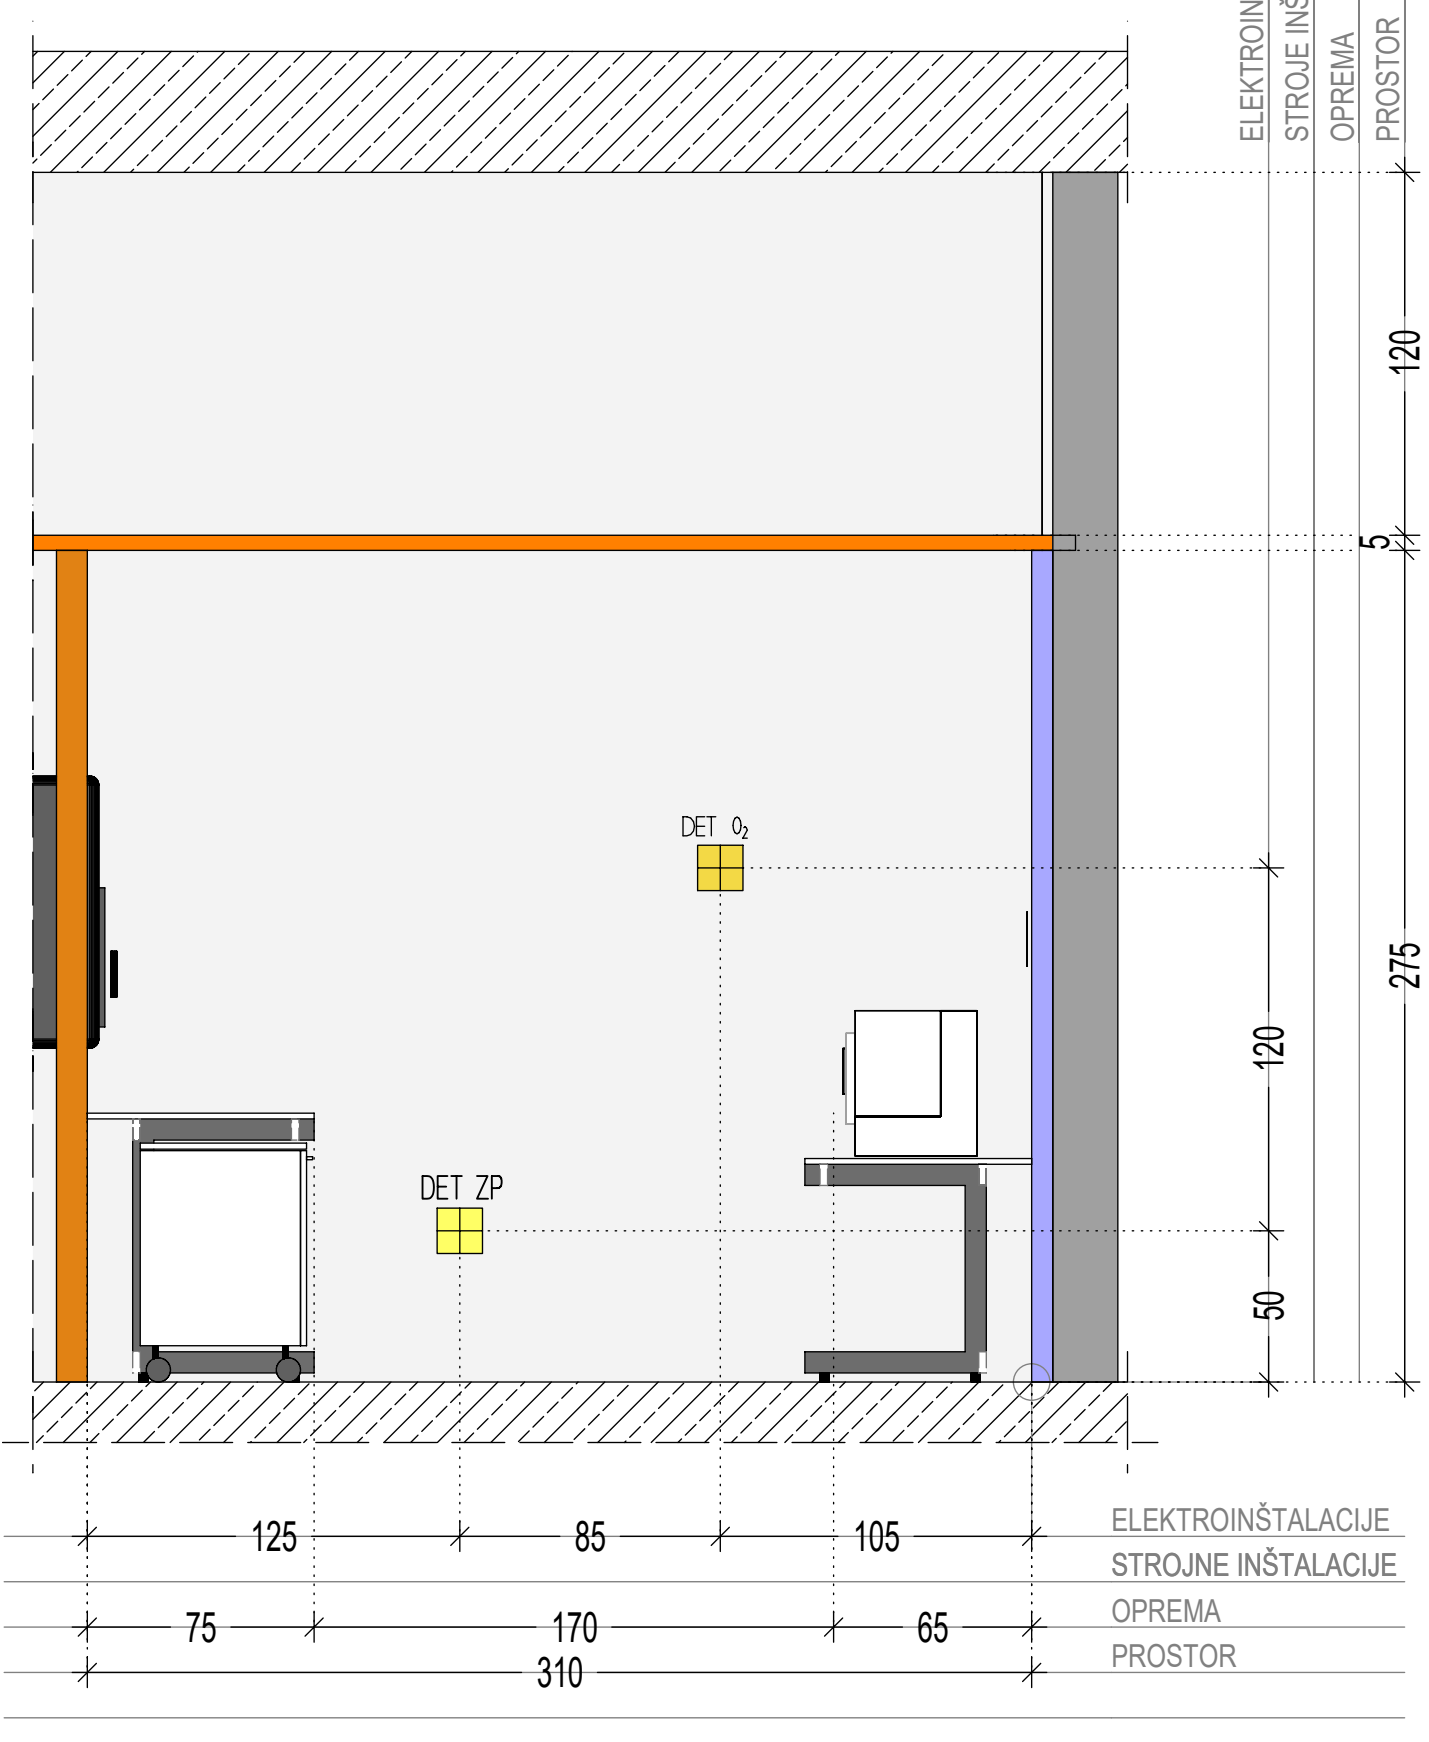 STROJE INŠ
OPREMA
PROSTOR
120
5
275
DET O₂
120
DET ZP
50
125 85 105 ELEKTROINŠTALACIJE
STROJNE INŠTALACIJE
75 170 65 OPREMA
310 PROSTOR